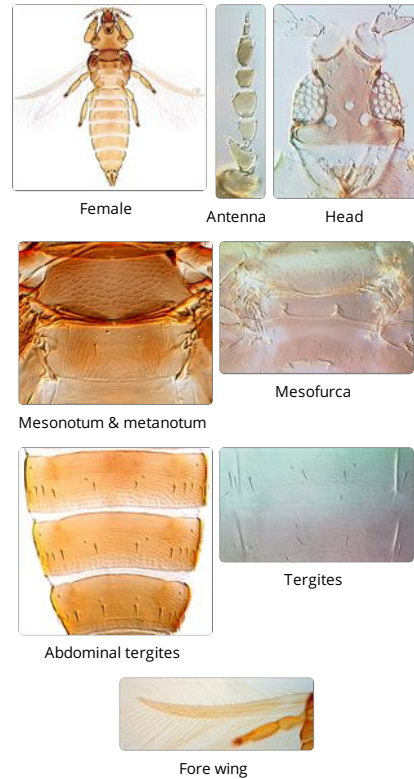 Female
Antenna
Head
Mesonotum & metanotum
Mesofurca
Abdominal tergites
Tergites
Fore wing